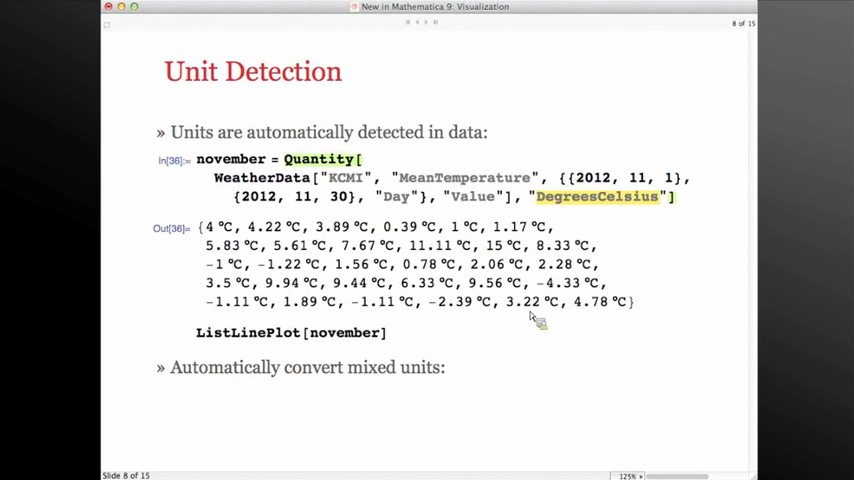 New in Mathematica 9: Visualization
8 of 15
Unit Detection
» Units are automatically detected in data:
In[36]:= november = Quantity[
WeatherData["KCMI", "MeanTemperature", {{2012, 11, 1},
{2012, 11, 30}, "Day"}, "Value"], "DegreesCelsius"]
Out[36]= {4 °C, 4.22 °C, 3.89 °C, 0.39 °C, 1 °C, 1.17 °C,
5.83 °C, 5.61 °C, 7.67 °C, 11.11 °C, 15 °C, 8.33 °C,
-1 °C, -1.22 °C, 1.56 °C, 0.78 °C, 2.06 °C, 2.28 °C,
3.5 °C, 9.94 °C, 9.44 °C, 6.33 °C, 9.56 °C, -4.33 °C,
-1.11 °C, 1.89 °C, -1.11 °C, -2.39 °C, 3.22 °C, 4.78 °C}
ListLinePlot[november]
» Automatically convert mixed units:
Slide 8 of 15
125%